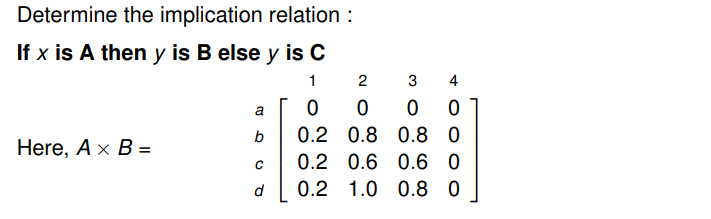 Determine the implication relation :
If x is A then y is B else y is C
1 2 3 4
a 0 0 0 0
b 0.2 0.8 0.8 0
Here, A × B =
c 0.2 0.6 0.6 0
d 0.2 1.0 0.8 0